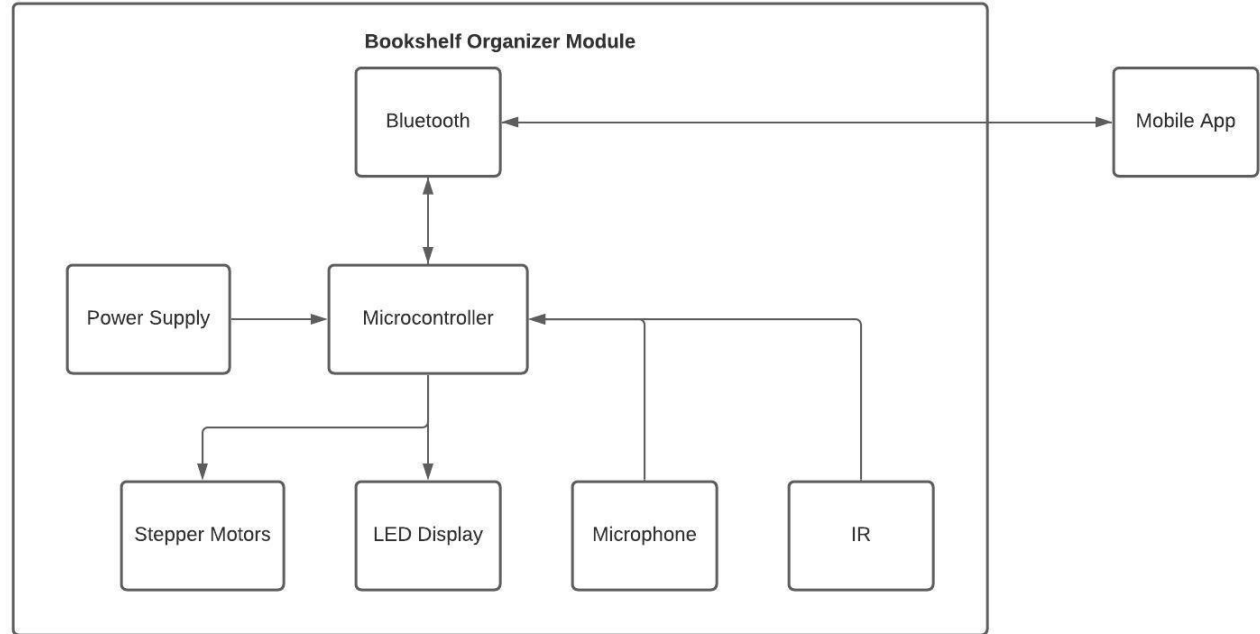 Bookshelf Organizer Module
Bluetooth
Mobile App
Power Supply
Microcontroller
Stepper Motors
LED Display
Microphone
IR